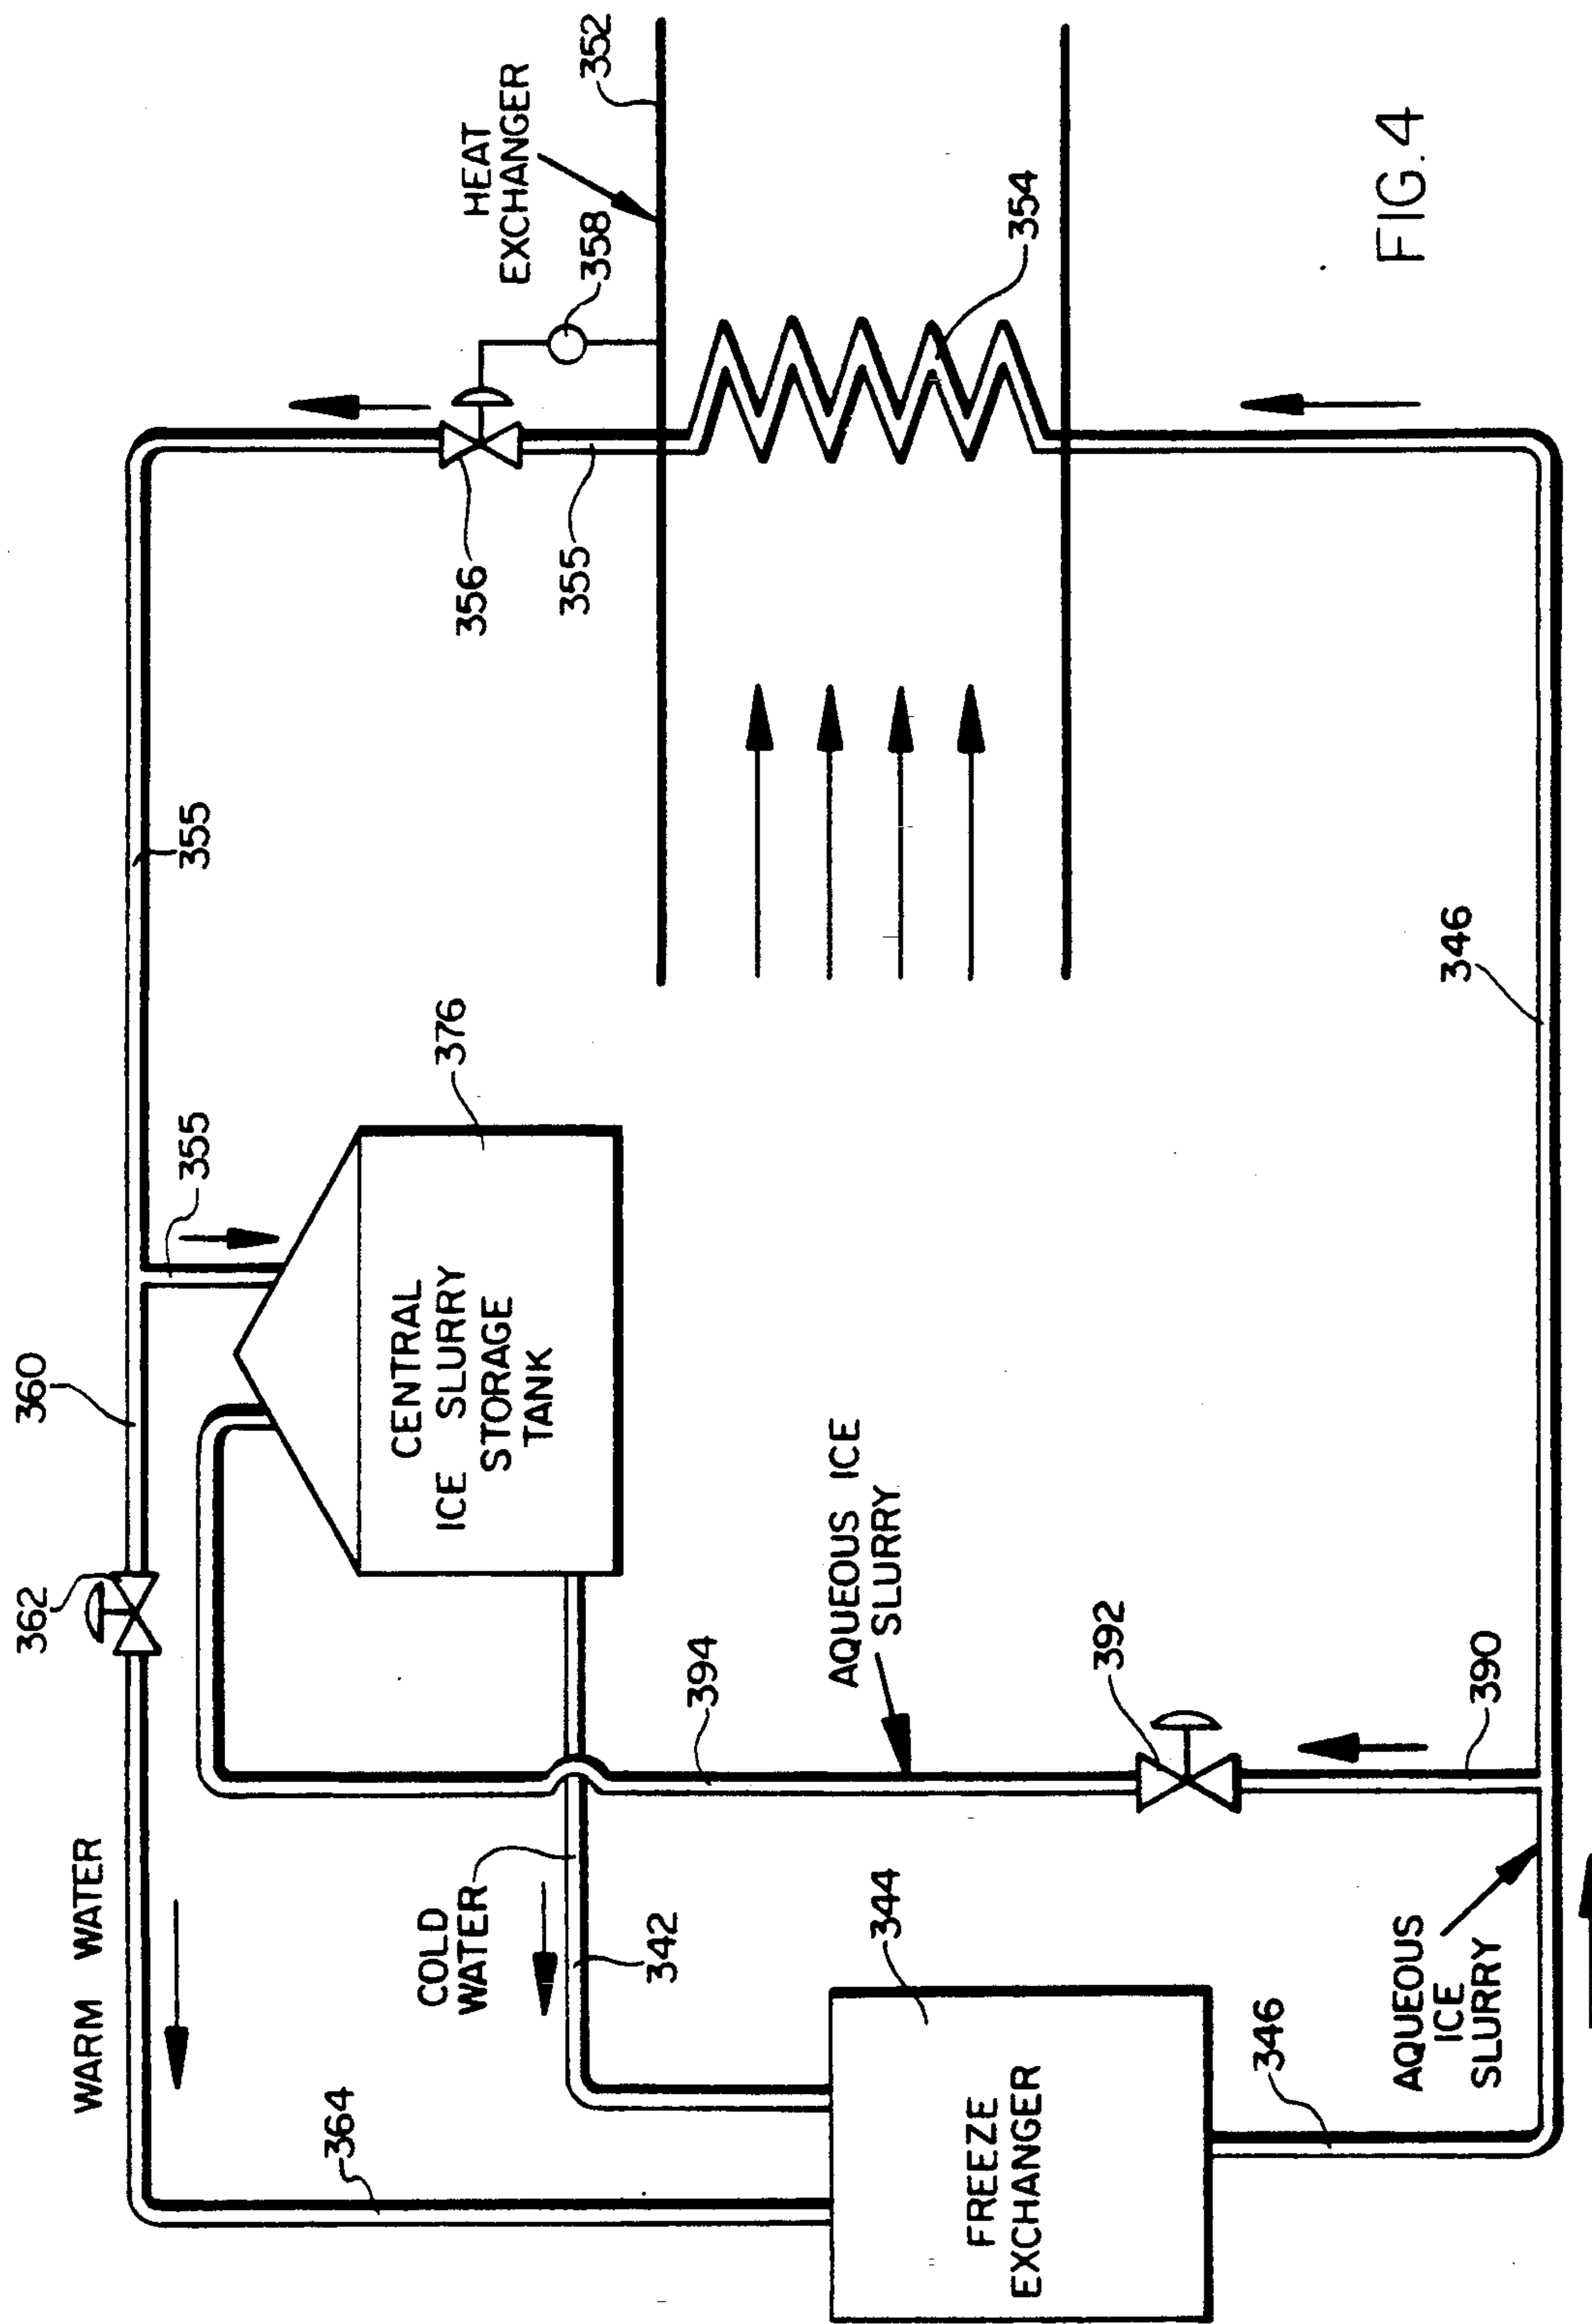 WARM WATER
362
360
355
355
364
COLD
WATER
342
CENTRAL
ICE SLURRY
STORAGE
TANK
376
356
355
HEAT
EXCHANGER
358
352
394
AQUEOUS ICE
SLURRY
354
344
FREEZE
EXCHANGER
392
346
AQUEOUS
ICE
SLURRY
390
346
FIG.4